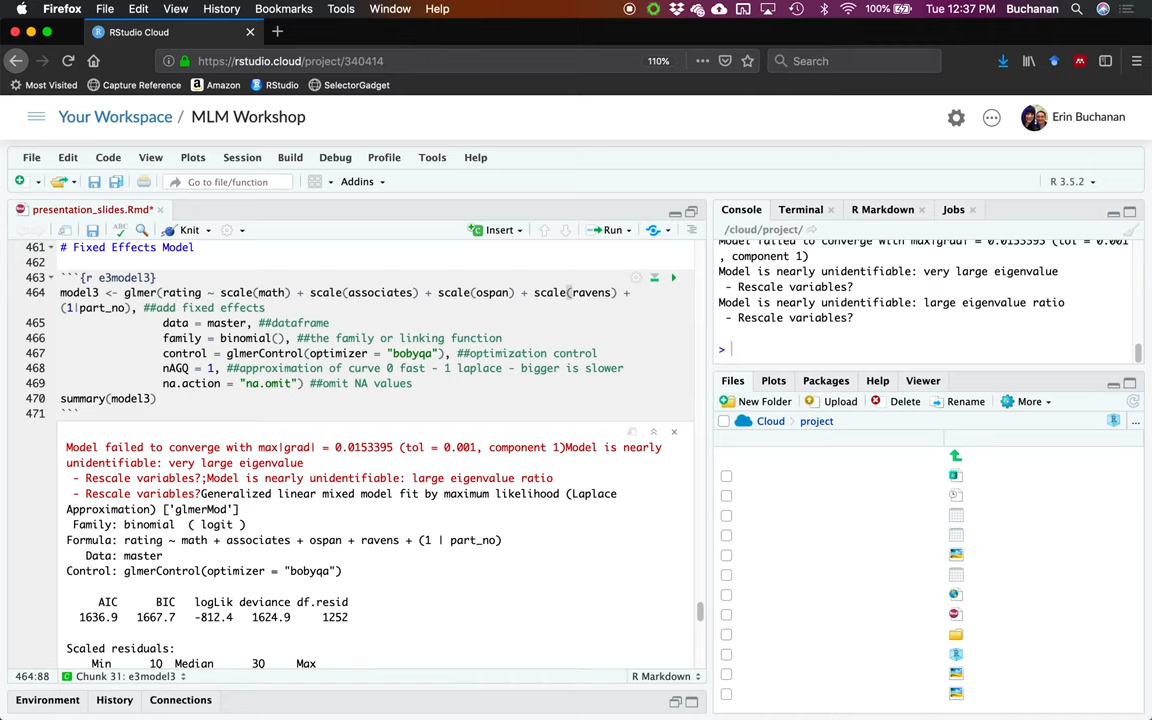 Firefox File Edit View History Bookmarks Tools Window Help 100% Tue 12:37 PM Buchanan
R RStudio Cloud
https://rstudio.cloud/project/340414 110% Search
Most Visited Capture Reference Amazon RStudio SelectorGadget
Your Workspace / MLM Workshop Erin Buchanan
File Edit Code View Plots Session Build Debug Profile Tools Help
Go to file/function Addins R 3.5.2
presentation_slides.Rmd*
Knit Insert Run
461 # Fixed Effects Model
462
463 ```{r e3model3}
464 model3 <- glmer(rating ~ scale(math) + scale(associates) + scale(ospan) + scale(ravens) +
(1|part_no), ##add fixed effects
465 data = master, ##dataframe
466 family = binomial(), ##the family or linking function
467 control = glmerControl(optimizer = "bobyqa"), ##optimization control
468 nAGQ = 1, ##approximation of curve 0 fast - 1 laplace - bigger is slower
469 na.action = "na.omit") ##omit NA values
470 summary(model3)
471 ```
Model failed to converge with max|grad| = 0.0153395 (tol = 0.001, component 1)Model is nearly
unidentifiable: very large eigenvalue
- Rescale variables?;Model is nearly unidentifiable: large eigenvalue ratio
- Rescale variables?Generalized linear mixed model fit by maximum likelihood (Laplace
Approximation) ['glmerMod']
Family: binomial ( logit )
Formula: rating ~ math + associates + ospan + ravens + (1 | part_no)
Data: master
Control: glmerControl(optimizer = "bobyqa")
AIC BIC logLik deviance df.resid
1636.9 1667.7 -812.4 1624.9 1252
Scaled residuals:
Min 1Q Median 3Q Max
464:88 Chunk 31: e3model3 R Markdown
Environment History Connections
Console Terminal R Markdown Jobs
/cloud/project/
Model failed to converge with max|grad| = 0.0153395 (tol = 0.001
, component 1)
Model is nearly unidentifiable: very large eigenvalue
- Rescale variables?
Model is nearly unidentifiable: large eigenvalue ratio
- Rescale variables?
>
Files Plots Packages Help Viewer
New Folder Upload Delete Rename More
Cloud project